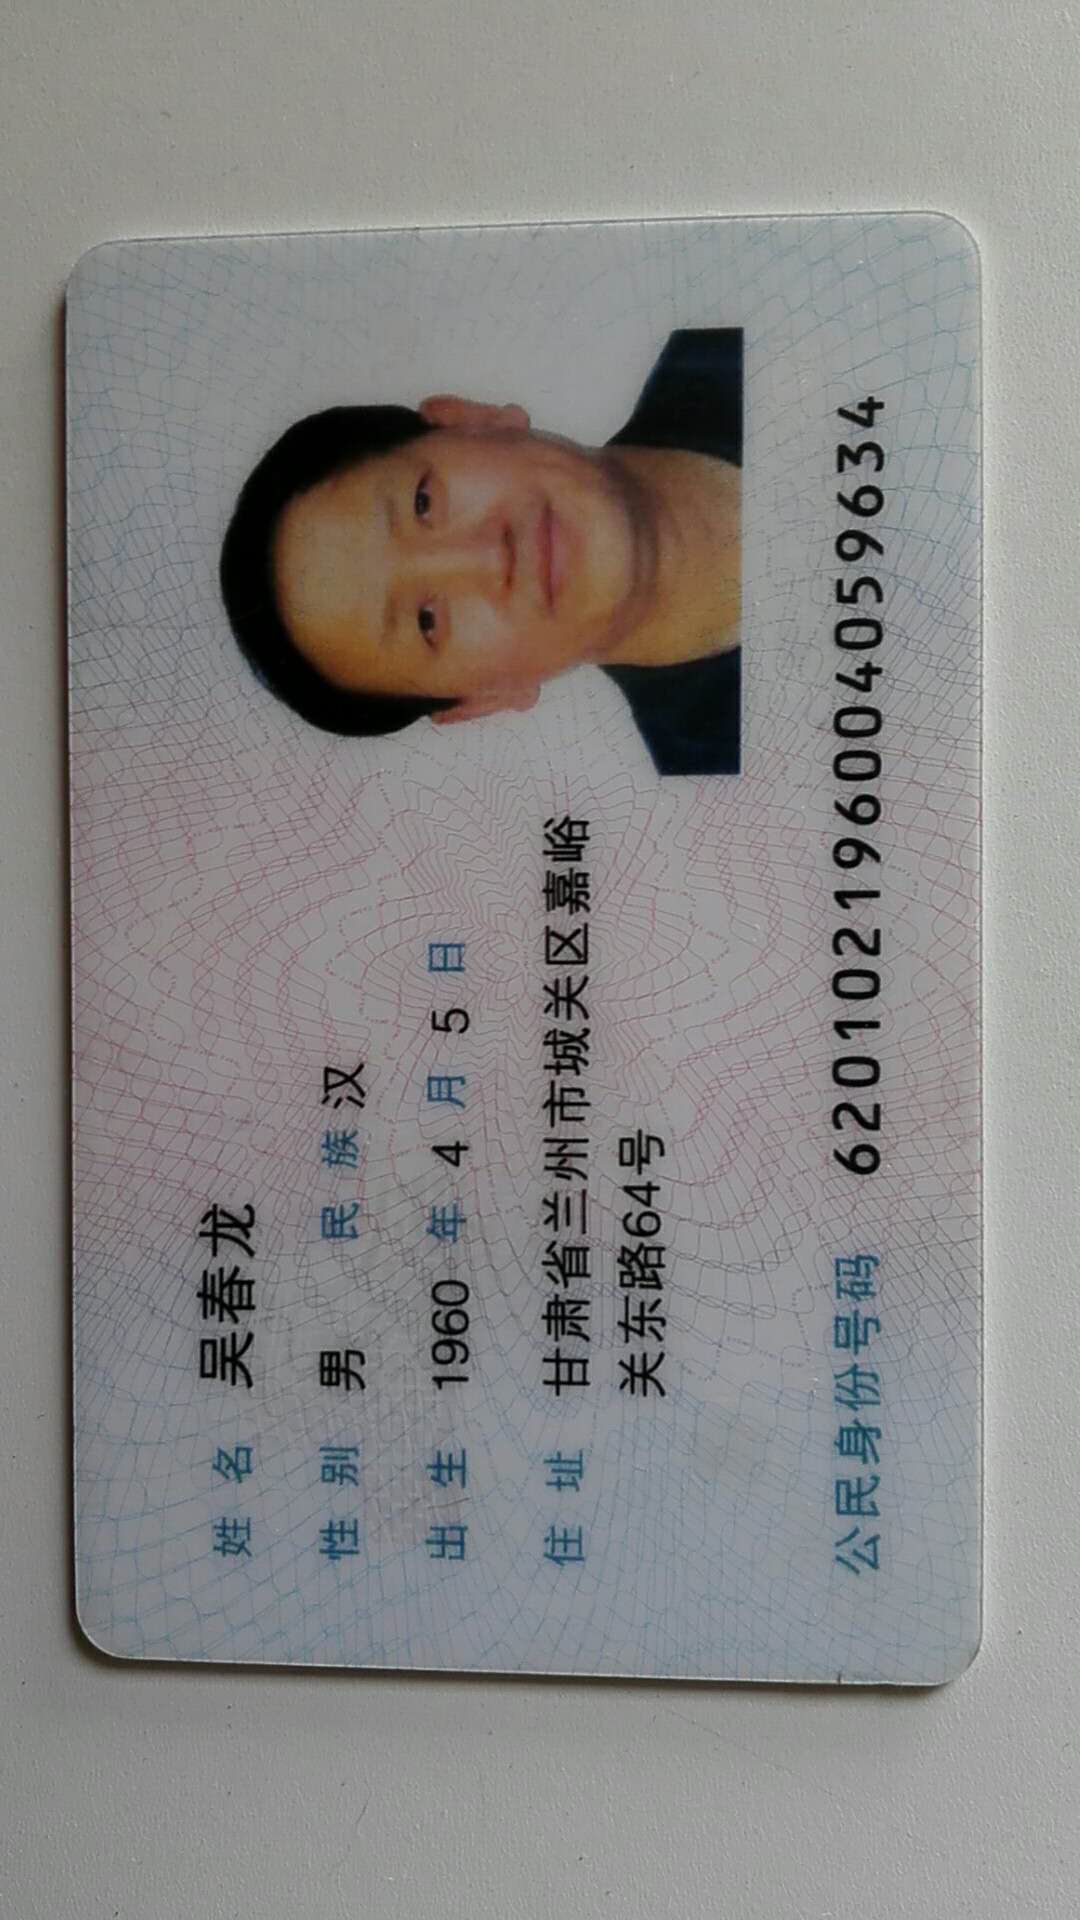 姓名 吴春龙
性别 男 民族 汉
出生 1960 年 4 月 5 日
住址 甘肃省兰州市城关区嘉峪
关东路64号
公民身份号码 620102196004059634